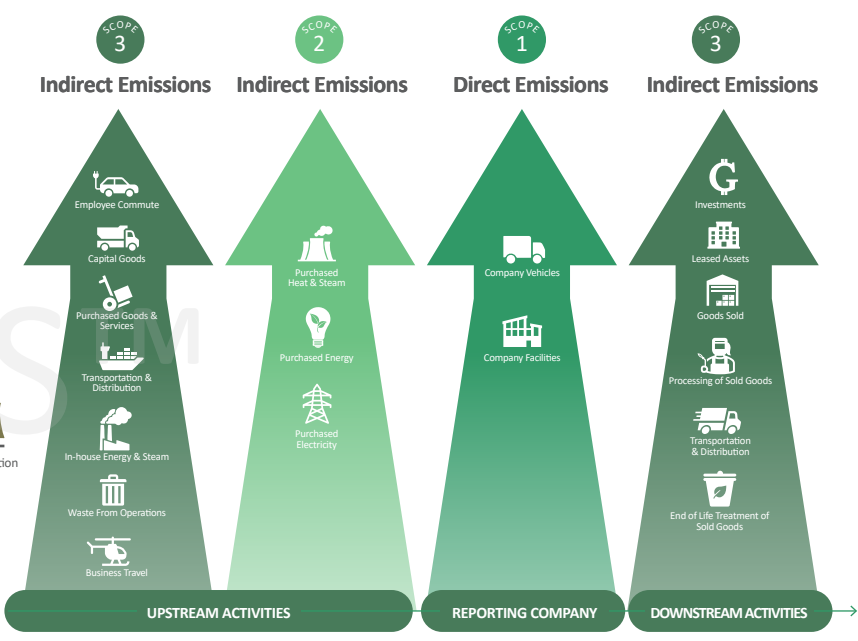 SCOPE
3
Indirect Emissions
Employee Commute
Capital Goods
Purchased Goods &
Services
Transportation &
Distribution
In-house Energy & Steam
Waste From Operations
Business Travel
SCOPE
2
Indirect Emissions
Purchased
Heat & Steam
Purchased Energy
Purchased
Electricity
SCOPE
1
Direct Emissions
Company Vehicles
Company Facilities
SCOPE
3
Indirect Emissions
Investments
Leased Assets
Goods Sold
Processing of Sold Goods
Transportation
& Distribution
End of Life Treatment of
Sold Goods
UPSTREAM ACTIVITIES
REPORTING COMPANY
DOWNSTREAM ACTIVITIES
S™